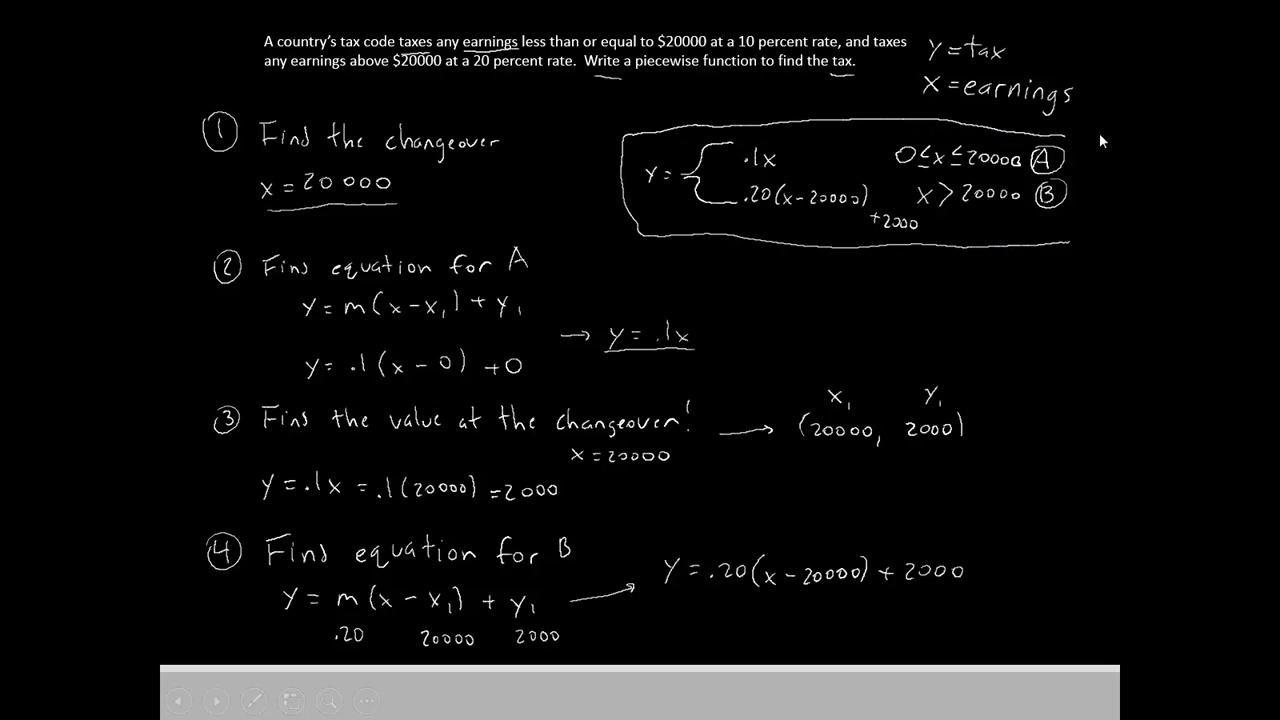 A country's tax code taxes any earnings less than or equal to $20000 at a 10 percent rate, and taxes
any earnings above $20000 at a 20 percent rate. Write a piecewise function to find the tax.
y = tax
x = earnings
① Find the changeover
x = 20 000
y = { .1x 0 ≤ x ≤ 20000 Ⓐ
.20(x - 20000) + 2000 x > 20000 Ⓑ
② Find equation for A
y = m(x - x₁) + y₁
y = .1(x - 0) + 0
→ y = .1x
③ Find the value at the changeover!
x = 20000
→ (20000, 2000)
x₁ y₁
y = .1x = .1(20000) = 2000
④ Find equation for B
y = m(x - x₁) + y₁
.20 20000 2000
→ y = .20(x - 20000) + 2000